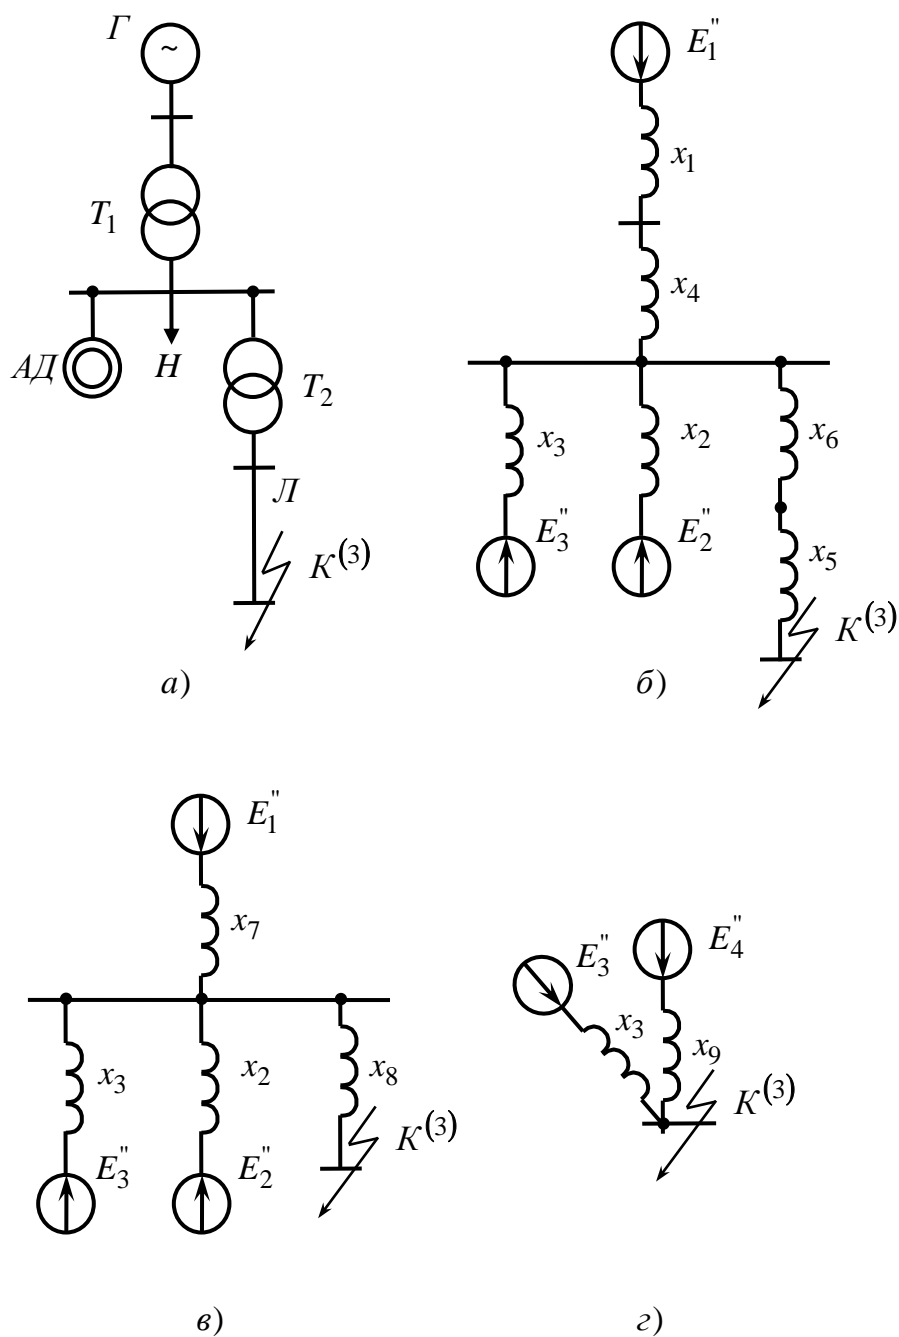 Г
~
T₁
АД
Н
T₂
Л
К⁽³⁾
а)
E₁"
x₁
x₄
x₃
x₂
x₆
E₃"
E₂"
x₅
К⁽³⁾
б)
E₁"
x₇
x₃
x₂
x₈
К⁽³⁾
E₃"
E₂"
в)
E₃"
E₄"
x₃
x₉
К⁽³⁾
г)